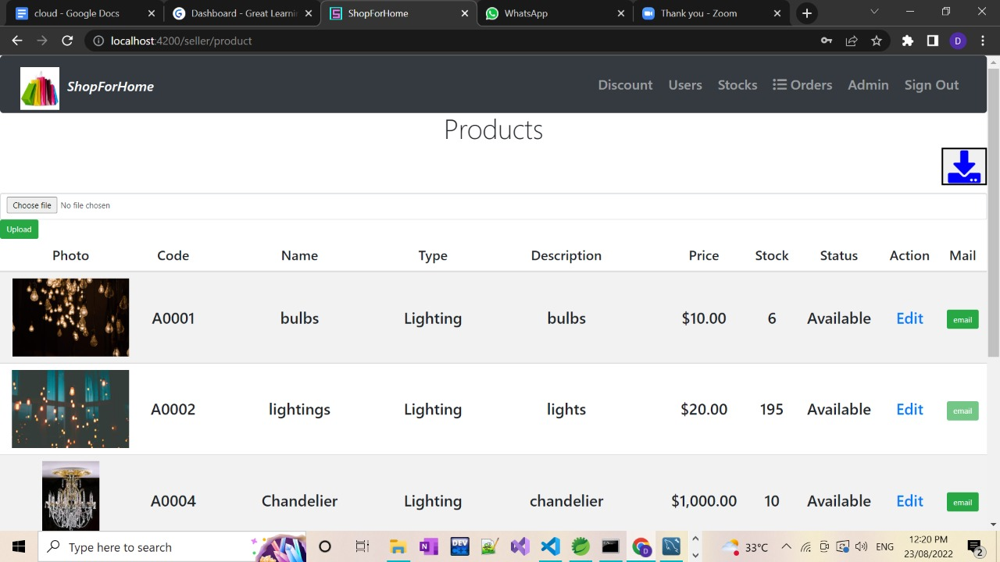 cloud - Google Docs
Dashboard - Great Learni
ShopForHome
WhatsApp
Thank you - Zoom
localhost:4200/seller/product
D
ShopForHome
Discount Users Stocks Orders Admin Sign Out
Products
Choose file No file chosen
Upload
Photo Code Name Type Description Price Stock Status Action Mail
A0001 bulbs Lighting bulbs $10.00 6 Available Edit email
A0002 lightings Lighting lights $20.00 195 Available Edit email
A0004 Chandelier Lighting chandelier $1,000.00 10 Available Edit email
Type here to search
DEV
D
33°C
ENG
12:20 PM
23/08/2022
2